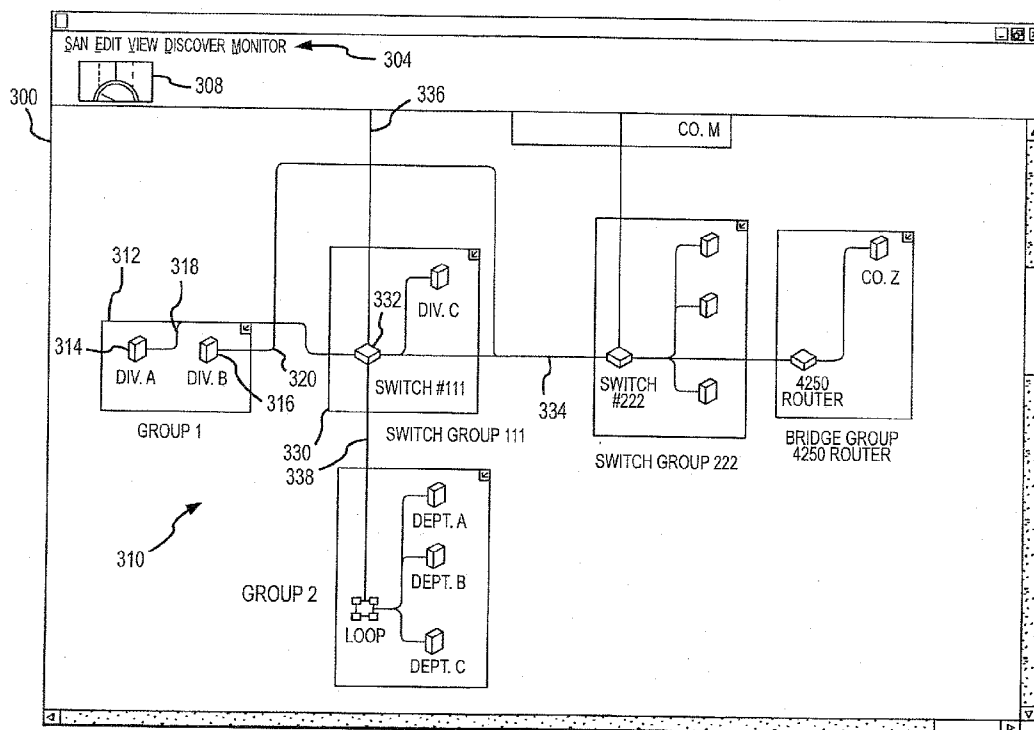 SAN EDIT VIEW DISCOVER MONITOR
304
308
300
336
CO. M
312
318
332
314
DIV. A
DIV. B
316
320
GROUP 1
DIV. C
SWITCH #111
330
SWITCH GROUP 111
338
334
SWITCH
#222
SWITCH GROUP 222
CO. Z
4250
ROUTER
BRIDGE GROUP
4250 ROUTER
310
GROUP 2
DEPT. A
DEPT. B
LOOP
DEPT. C